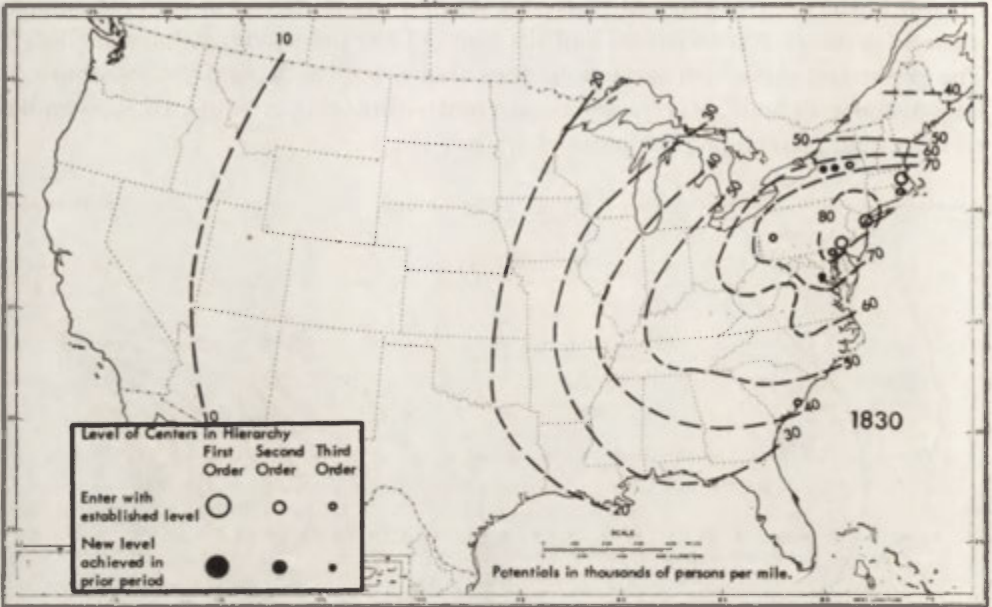 10
20
30
40
50
40
50
50
60
70
80
70
60
50
40
30
20
1830
Level of Centers in Hierarchy
First Second Third
Order Order Order
Enter with
established level
New level
achieved in
prior period
SCALE
Potentials in thousands of persons per mile.